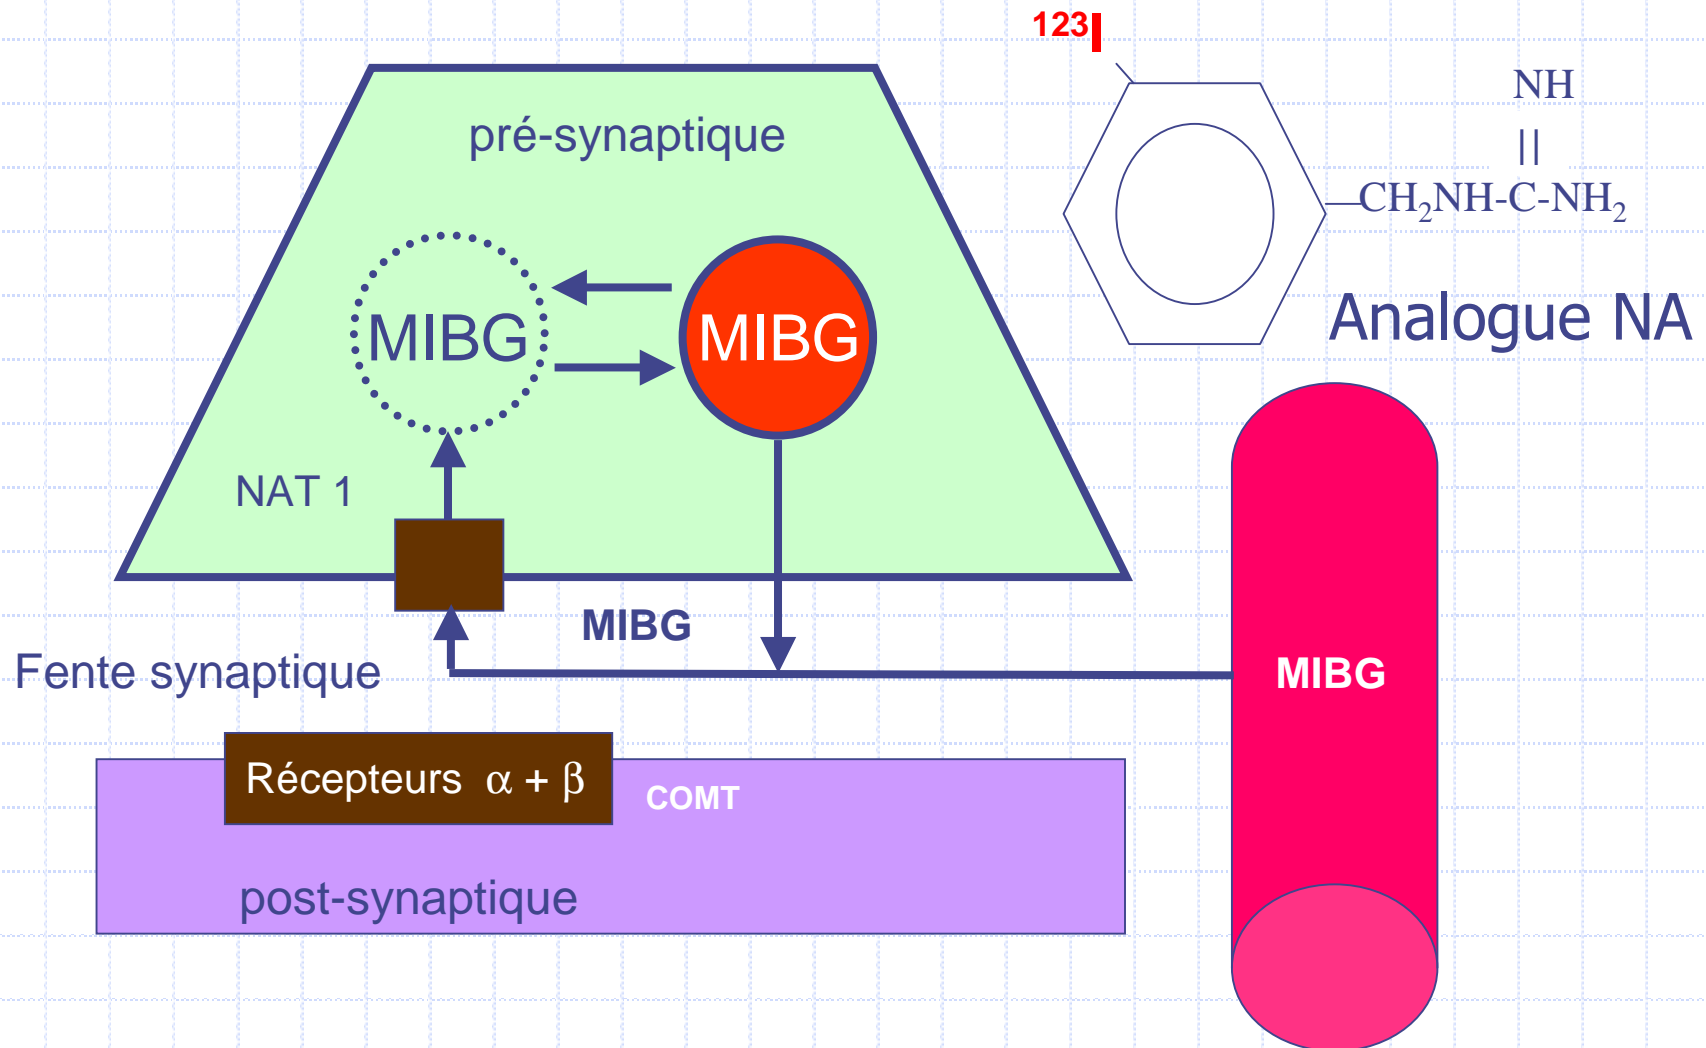 123I
NH
||
CH₂NH-C-NH₂
Analogue NA
pré-synaptique
MIBG
MIBG
NAT 1
MIBG
Fente synaptique
MIBG
Récepteurs α + β
COMT
post-synaptique